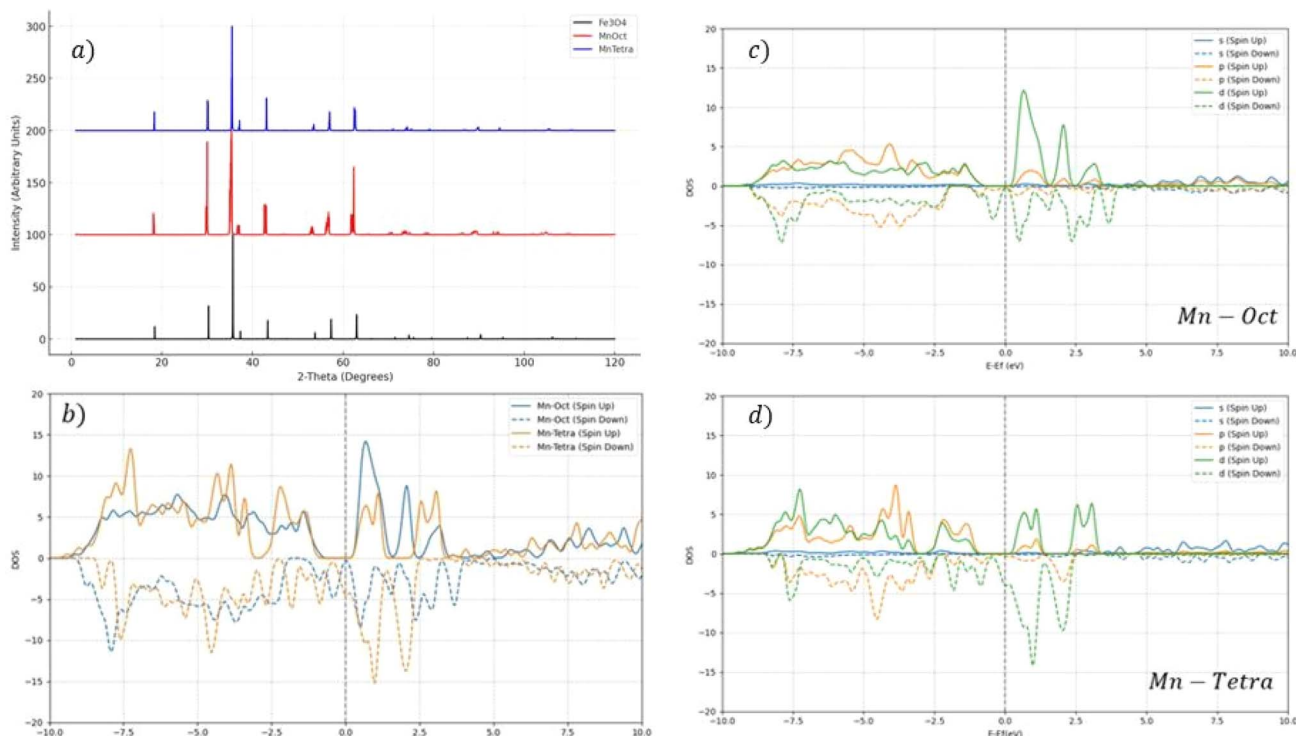 a)
Fe3O4
MnOct
MnTetra
300
250
200
150
100
50
0
Intensity (Arbitrary Units)
0 20 40 60 80 100 120
2-Theta (Degrees)
c)
s (Spin Up)
s (Spin Down)
p (Spin Up)
p (Spin Down)
d (Spin Up)
d (Spin Down)
20
15
10
5
0
−5
−10
−15
−20
DOS
Mn − Oct
−10.0 −7.5 −5.0 −2.5 0.0 2.5 5.0 7.5 10.0
E-Ef (eV)
b)
Mn-Oct (Spin Up)
Mn-Oct (Spin Down)
Mn-Tetra (Spin Up)
Mn-Tetra (Spin Down)
20
15
10
5
0
−5
−10
−15
−20
DOS
−10.0 −7.5 −5.0 −2.5 0.0 2.5 5.0 7.5 10.0
d)
s (Spin Up)
s (Spin Down)
p (Spin Up)
p (Spin Down)
d (Spin Up)
d (Spin Down)
20
15
10
5
0
−5
−10
−15
−20
DOS
Mn − Tetra
−10.0 −7.5 −5.0 −2.5 0.0 2.5 5.0 7.5 10.0
E-Ef(eV)